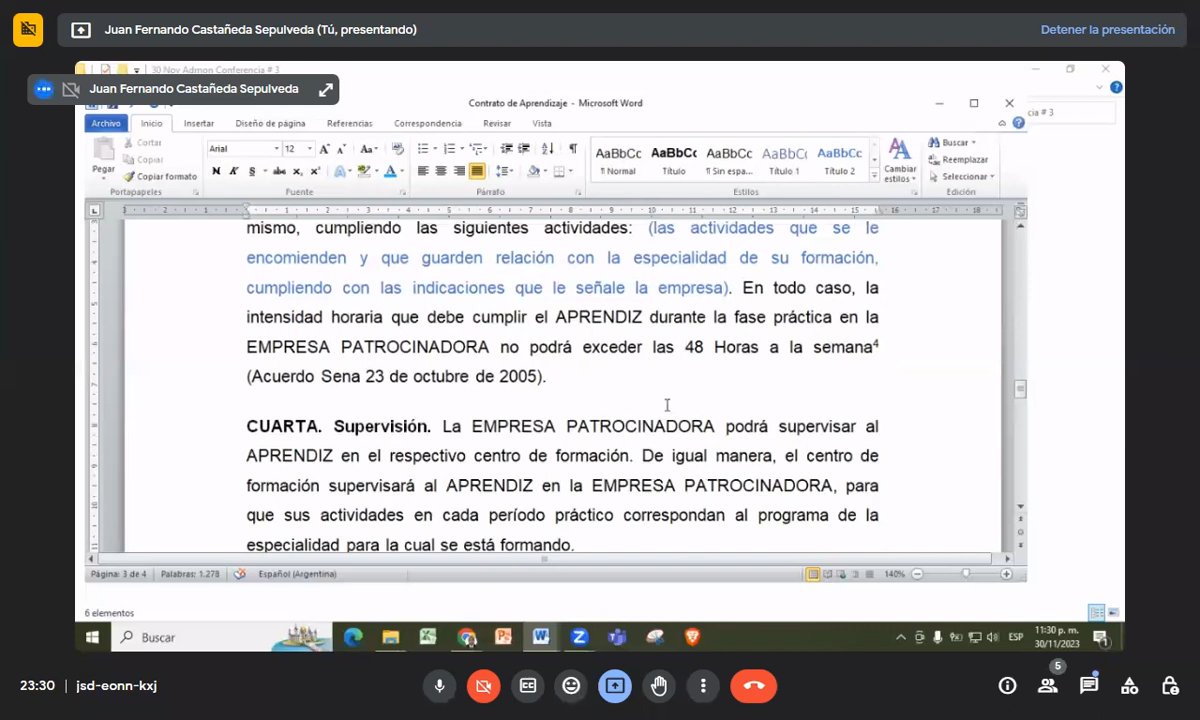 Juan Fernando Castañeda Sepulveda (Tú, presentando)
Detener la presentación
30 Nov Admon Conferencia # 3
Juan Fernando Castañeda Sepulveda
Contrato de Aprendizaje - Microsoft Word
cia # 3
Archivo Inicio Insertar Diseño de página Referencias Correspondencia Revisar Vista
Pegar
Cortar
Copiar
Copiar formato
Portapapeles
Arial 12
Fuente
Párrafo
AaBbCc AaBbCc AaBbCc AaBbC AaBbCc
¶ Normal Título ¶ Sin espa... Título 1 Título 2
Estilos
Cambiar estilos
Buscar
Reemplazar
Seleccionar
Edición
mismo, cumpliendo las siguientes actividades: (las actividades que se le
encomienden y que guarden relación con la especialidad de su formación,
cumpliendo con las indicaciones que le señale la empresa). En todo caso, la
intensidad horaria que debe cumplir el APRENDIZ durante la fase práctica en la
EMPRESA PATROCINADORA no podrá exceder las 48 Horas a la semana⁴
(Acuerdo Sena 23 de octubre de 2005).
CUARTA. Supervisión. La EMPRESA PATROCINADORA podrá supervisar al
APRENDIZ en el respectivo centro de formación. De igual manera, el centro de
formación supervisará al APRENDIZ en la EMPRESA PATROCINADORA, para
que sus actividades en cada período práctico correspondan al programa de la
especialidad para la cual se está formando.
Página: 3 de 4 Palabras: 1.278 Español (Argentina) 140%
6 elementos
Buscar
ESP
11:30 p. m.
30/11/2023
1
23:30 | jsd-eonn-kxj
5